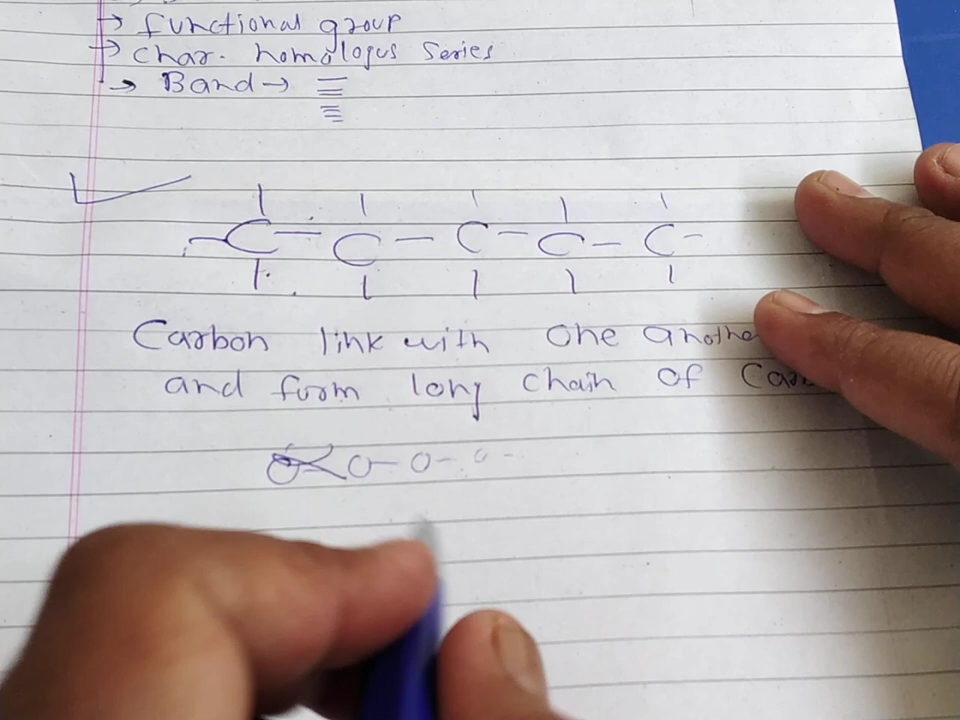 → functional group
→ char. homologus series
→ Band →
- C - C - C - C - C -
Carbon link with one another
and form long chain of
O - O - O - O -